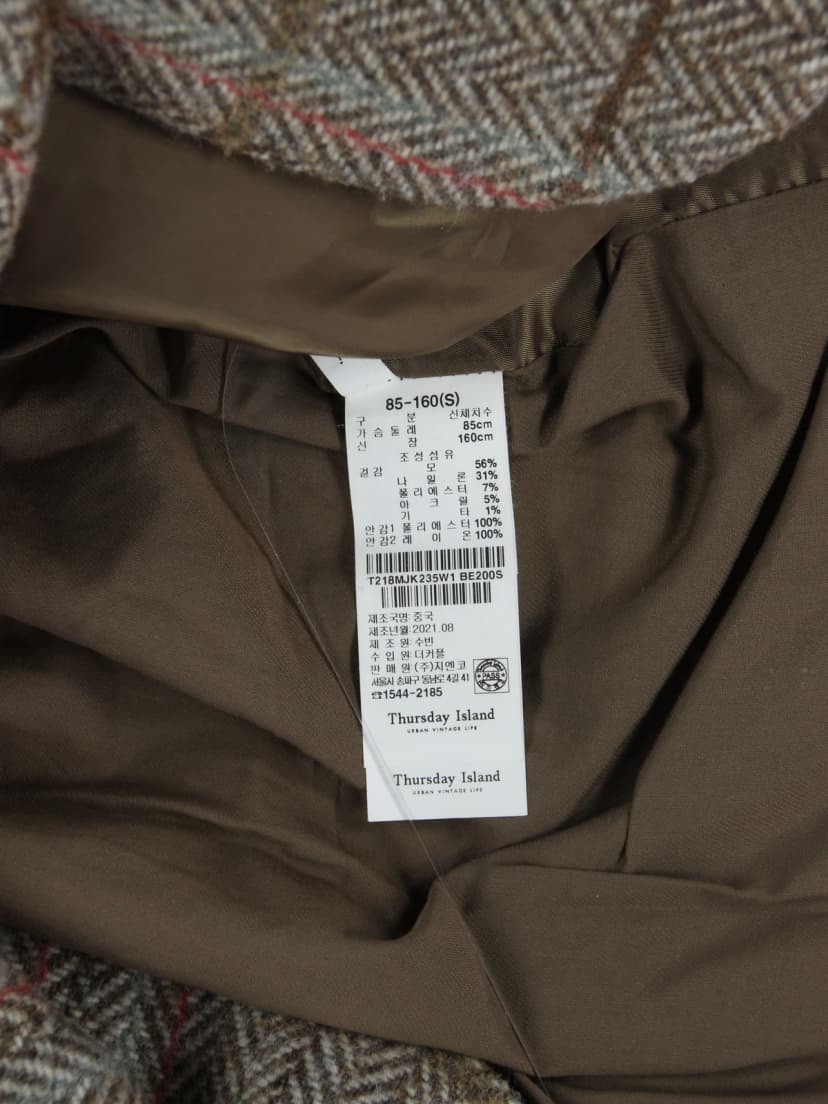 85-160(S)
구 분 신체치수
가 슴 둘 레 85cm
신 장 160cm
조 성 섬 유
겉감 모 56%
나 일 론 31%
폴 리 에 스 터 7%
아 크 릴 5%
기 타 1%
안감1 폴 리 에 스 터 100%
안감2 레 이 온 100%
T218MJK235W1 BE200S
제조국명:중국
제조년월:2021.08
제 조 원:수빈
수 입 원:더커플
판 매 원:(주)지엔코
서울시 송파구 동남로 4길 41
☎1544-2185
PASS
Thursday Island
URBAN VINTAGE LIFE
Thursday Island
URBAN VINTAGE LIFE